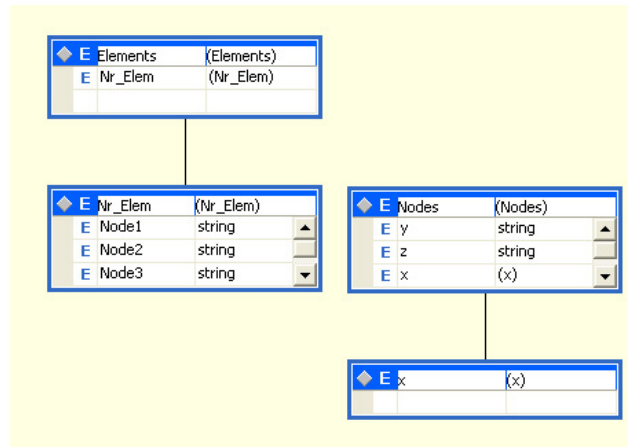 E Elements (Elements)
E Nr_Elem (Nr_Elem)
E Nr_Elem (Nr_Elem)
E Node1 string
E Node2 string
E Node3 string
E Nodes (Nodes)
E y string
E z string
E x (x)
E x (x)